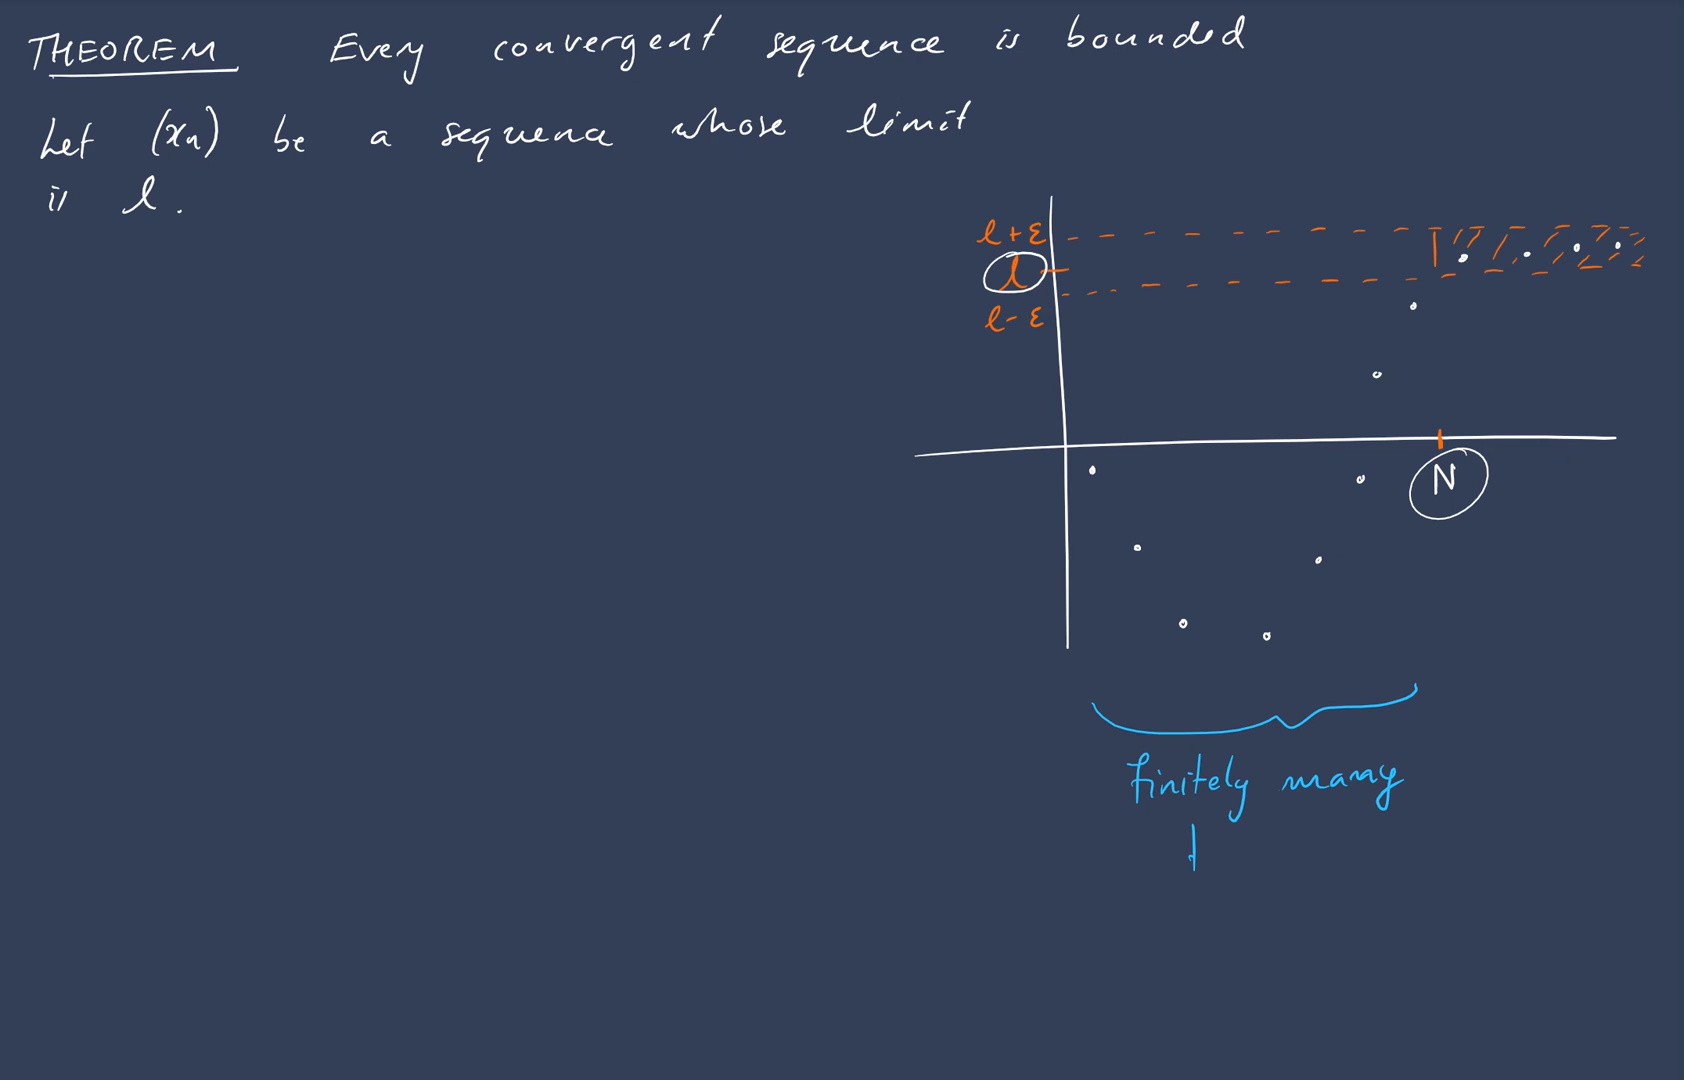 THEOREM Every convergent sequence is bounded
Let (xn) be a sequence whose limit
is l.
l+ε
l
l-ε
N
finitely many